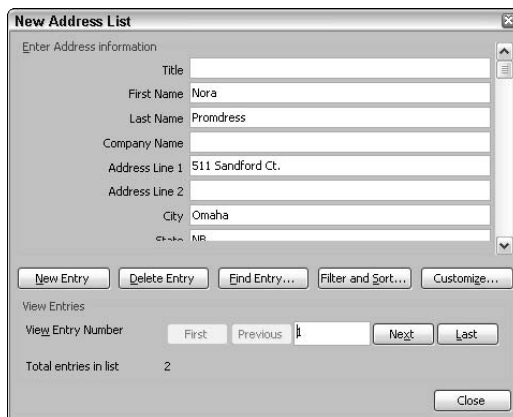 New Address List
Enter Address information
Title
First Name Nora
Last Name Promdress
Company Name
Address Line 1 511 Sandford Ct.
Address Line 2
City Omaha
State NB
New Entry Delete Entry Find Entry... Filter and Sort... Customize...
View Entries
View Entry Number First Previous 1 Next Last
Total entries in list 2
Close